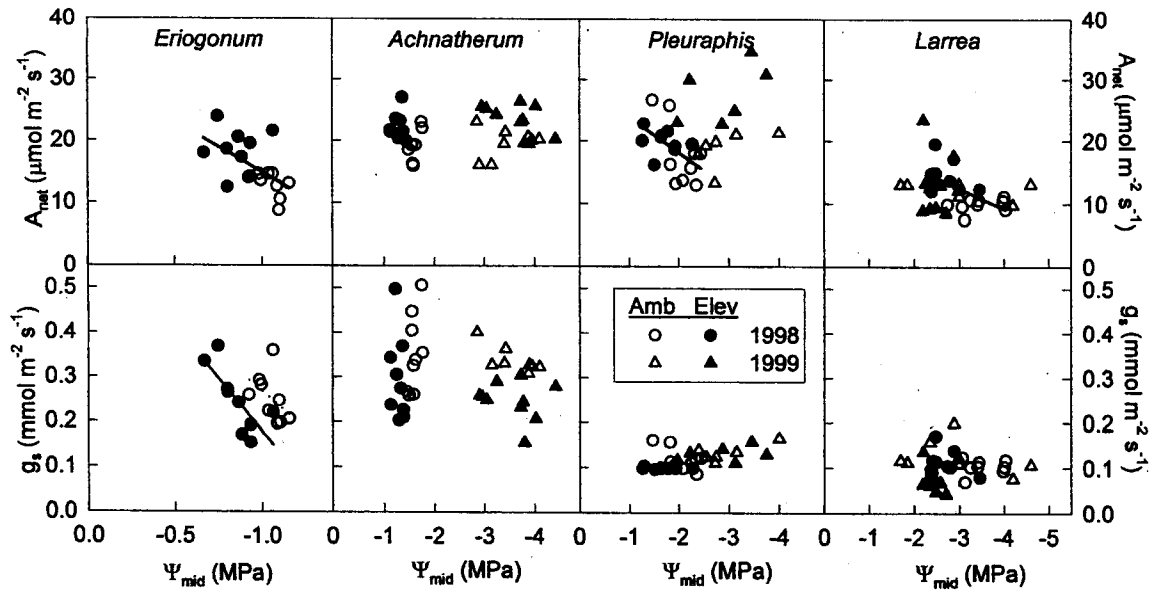 Eriogonum Achnatherum Pleuraphis Larrea
40 40
30 30
20 20
10 10
0 0
A_net (μmol m⁻² s⁻¹) A_net (μmol m⁻² s⁻¹)
0.5 0.5
0.4 0.4
0.3 0.3
0.2 0.2
0.1 0.1
0.0 0.0
g_s (mmol m⁻² s⁻¹) g_s (mmol m⁻² s⁻¹)
Amb Elev
1998
1999
0.0 -0.5 -1.0 0 -1 -2 -3 -4 0 -1 -2 -3 -4 0 -1 -2 -3 -4 -5
Ψ_mid (MPa) Ψ_mid (MPa) Ψ_mid (MPa) Ψ_mid (MPa)